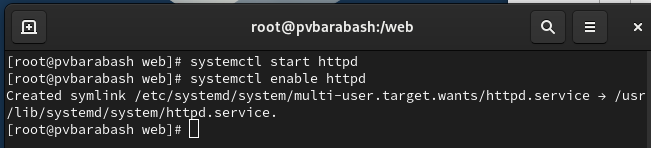 root@pvbarabash:/web
[root@pvbarabash web]# systemctl start httpd
[root@pvbarabash web]# systemctl enable httpd
Created symlink /etc/systemd/system/multi-user.target.wants/httpd.service → /usr
/lib/systemd/system/httpd.service.
[root@pvbarabash web]#